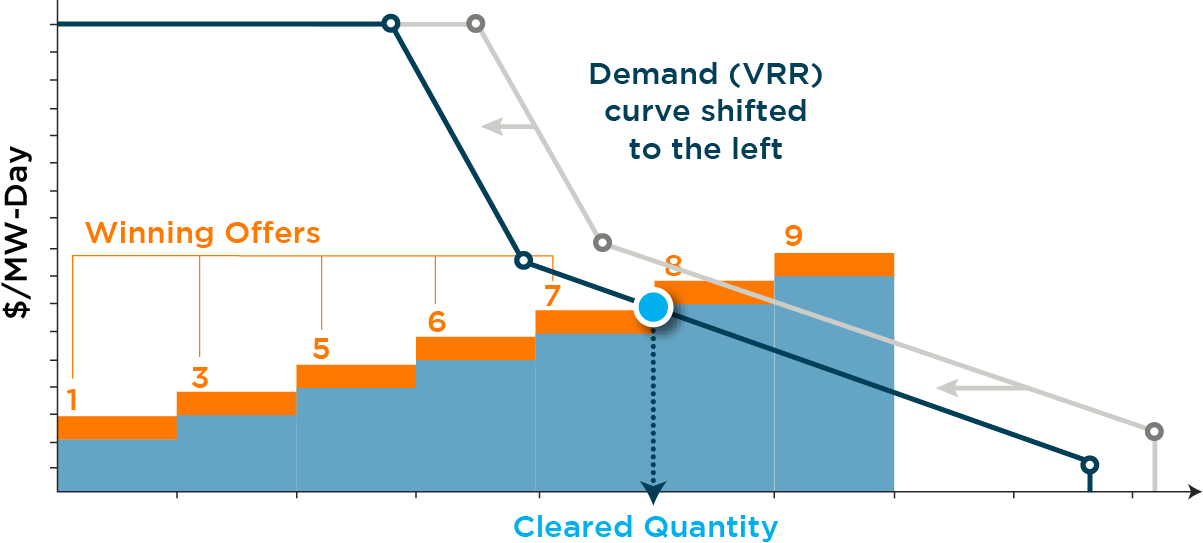 Demand (VRR)
curve shifted
to the left
$/MW-Day
Winning Offers
1
3
5
6
7
8
9
Cleared Quantity